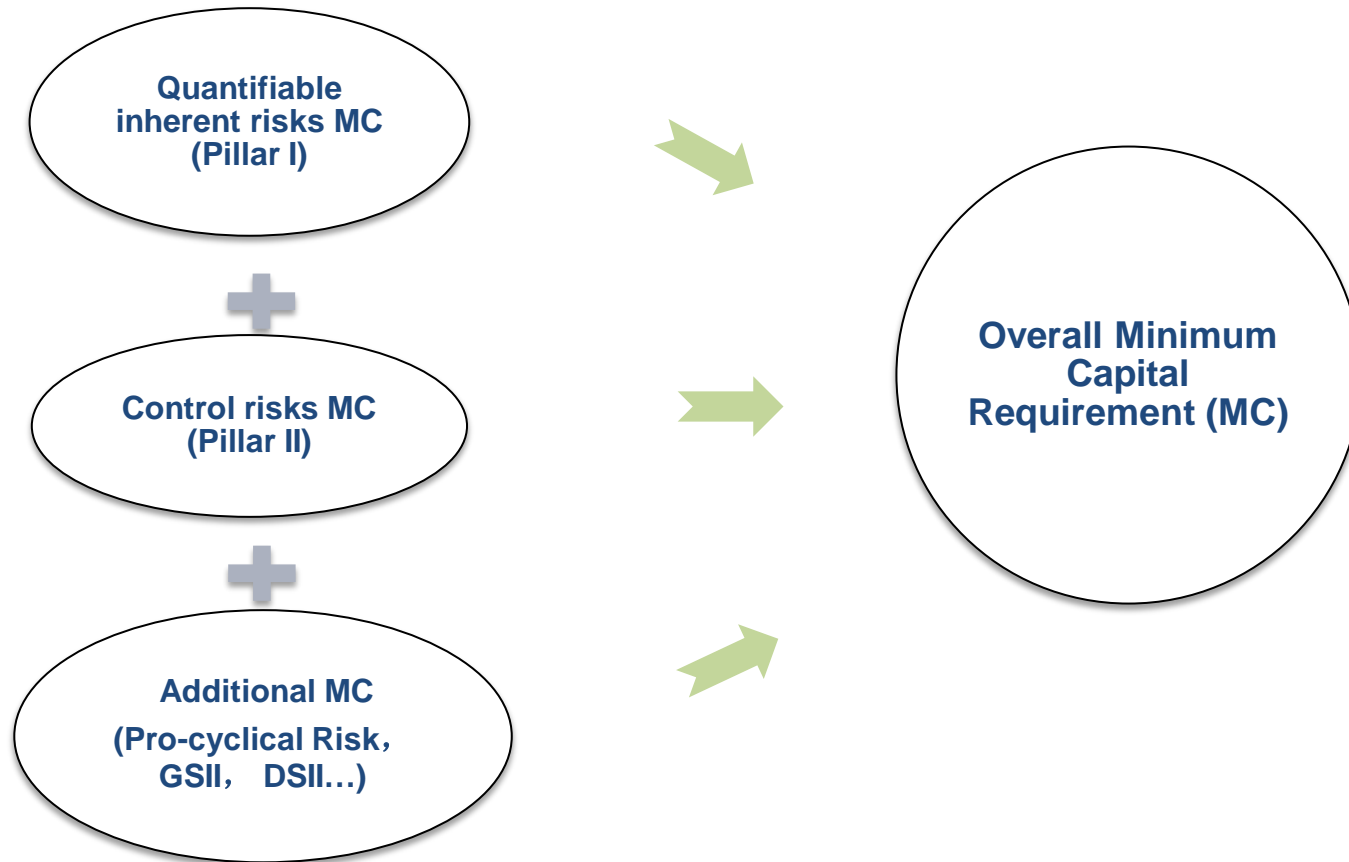 Quantifiable
inherent risks MC
(Pillar I)
Control risks MC
(Pillar II)
Additional MC
(Pro-cyclical Risk，
GSII， DSII…)
Overall Minimum
Capital
Requirement (MC)